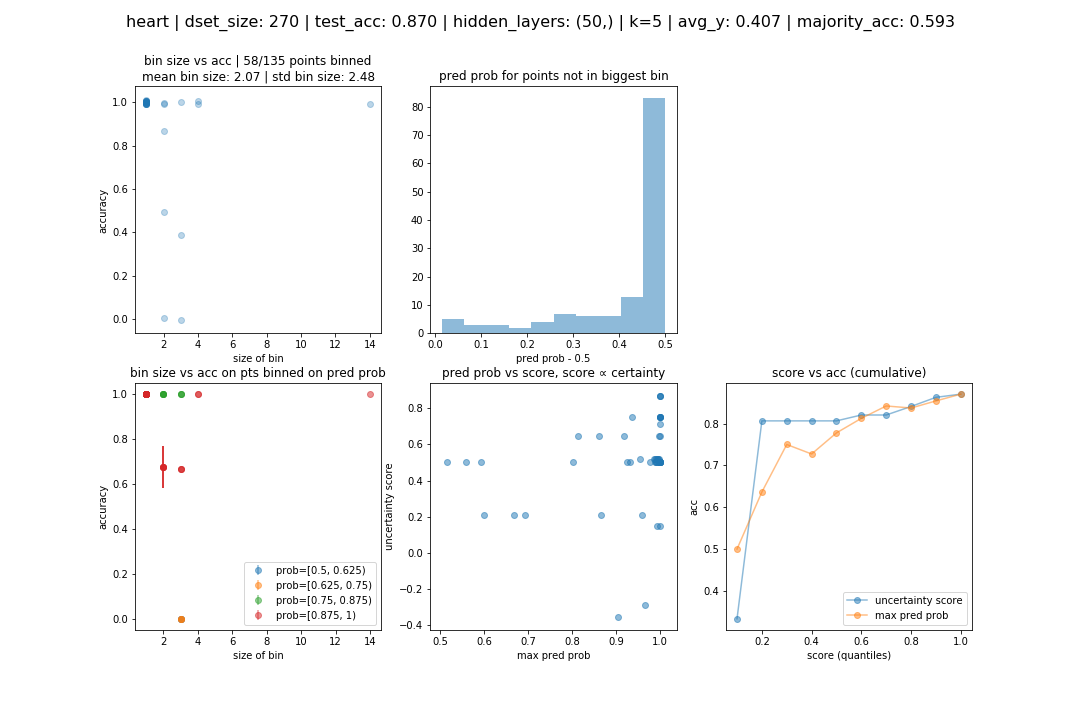 heart | dset_size: 270 | test_acc: 0.870 | hidden_layers: (50,) | k=5 | avg_y: 0.407 | majority_acc: 0.593
bin size vs acc | 58/135 points binned
mean bin size: 2.07 | std bin size: 2.48
1.0
0.8
0.6
0.4
0.2
0.0
accuracy
2 4 6 8 10 12 14
size of bin
pred prob for points not in biggest bin
80
70
60
50
40
30
20
10
0
0.0 0.1 0.2 0.3 0.4 0.5
pred prob - 0.5
bin size vs acc on pts binned on pred prob
1.0
0.8
0.6
0.4
0.2
0.0
accuracy
prob=[0.5, 0.625)
prob=[0.625, 0.75)
prob=[0.75, 0.875)
prob=[0.875, 1)
2 4 6 8 10 12 14
size of bin
pred prob vs score, score ∝ certainty
0.8
0.6
0.4
0.2
0.0
−0.2
−0.4
uncertainty score
0.5 0.6 0.7 0.8 0.9 1.0
max pred prob
score vs acc (cumulative)
0.8
0.7
0.6
0.5
0.4
acc
uncertainty score
max pred prob
0.2 0.4 0.6 0.8 1.0
score (quantiles)